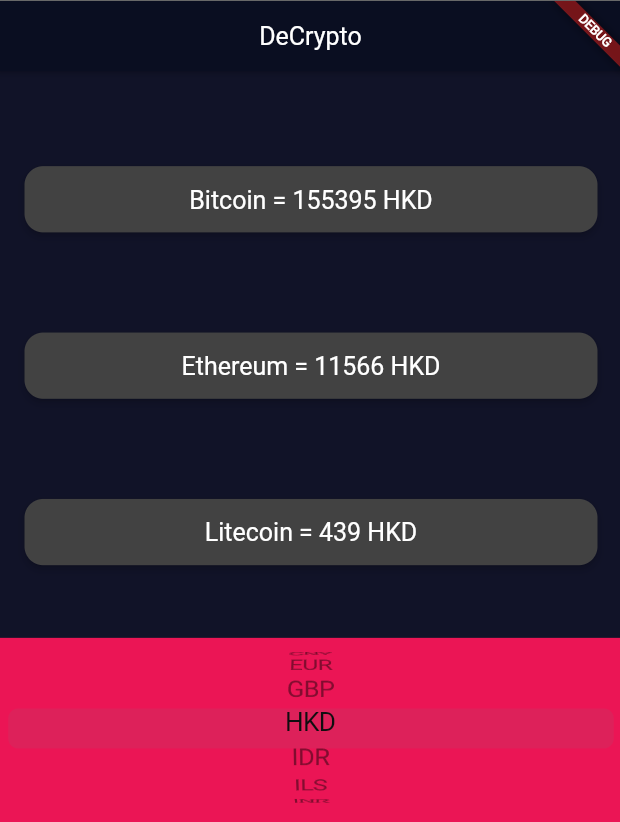 DeCrypto
DEBUG
Bitcoin = 155395 HKD
Ethereum = 11566 HKD
Litecoin = 439 HKD
CNY
EUR
GBP
HKD
IDR
ILS
INR